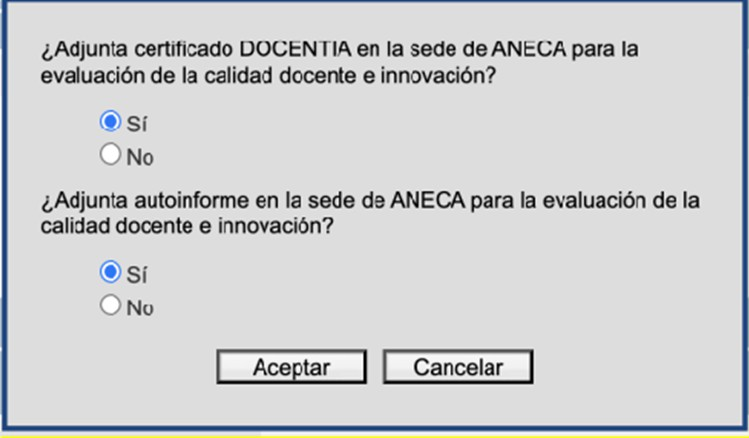 ¿Adjunta certificado DOCENTIA en la sede de ANECA para la
evaluación de la calidad docente e innovación?
Sí
No
¿Adjunta autoinforme en la sede de ANECA para la evaluación de la
calidad docente e innovación?
Sí
No
Aceptar Cancelar